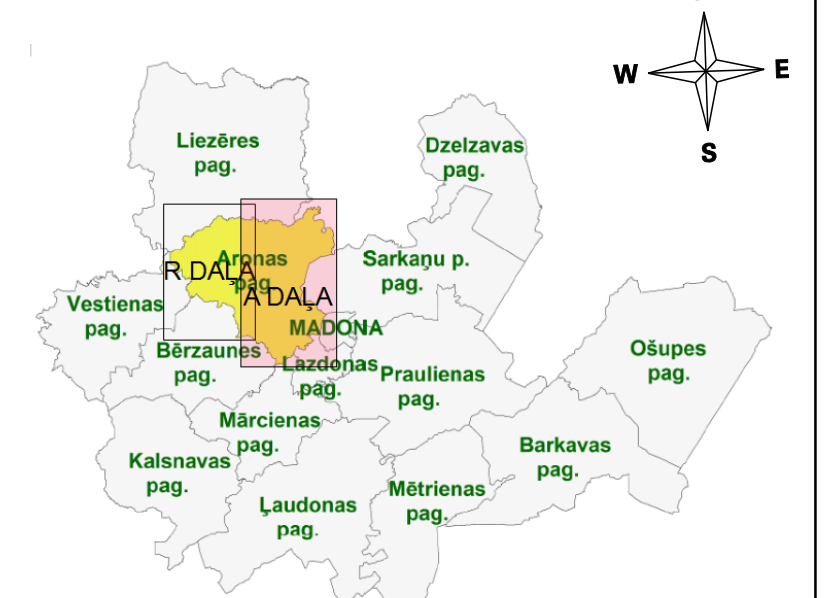 W
E
S
Liezēres
pag.
Dzelzavas
pag.
Aronas
pag
R DAĻA
A DAĻA
Sarkaņu p.
pag.
Vestienas
pag.
MADONA
Bērzaunes
pag.
Lazdonas
pag.
Praulienas
pag.
Ošupes
pag.
Mārcienas
pag.
Kalsnavas
pag.
Barkavas
pag.
Ļaudonas
pag.
Mētrienas
pag.